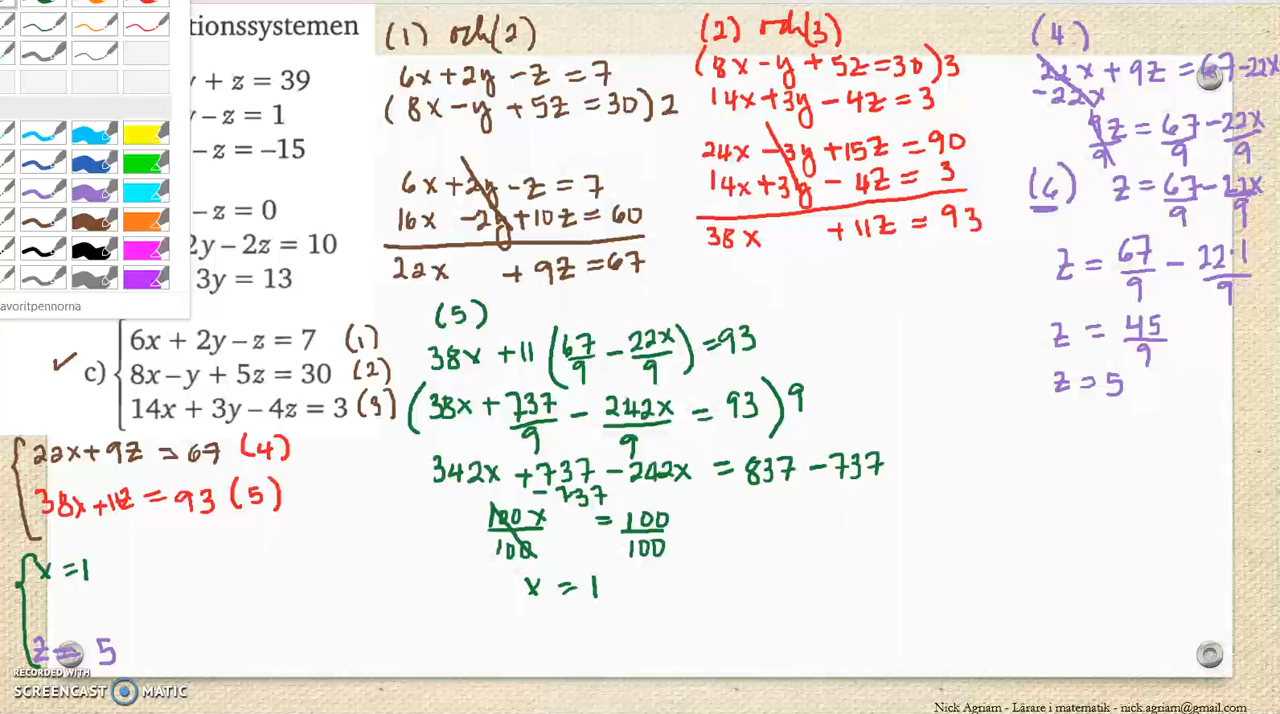 tionssystemen
y + z = 39
– z = 1
– z = –15
– z = 0
2y – 2z = 10
3y = 13
avoritpennorna
c)
6x + 2y – z = 7 (1)
8x – y + 5z = 30 (2)
14x + 3y – 4z = 3 (3)
22x + 9z = 67 (4)
38x + 11z = 93 (5)
x = 1
z = 5
(1) och (2)
6x + 2y – z = 7
(8x – y + 5z = 30) 2
6x + 2y – z = 7
16x – 2y + 10z = 60
22x + 9z = 67
(5)
38x + 11 (67/9 – 22x/9) = 93
(38x + 737/9 – 242x/9 = 93) 9
342x + 737 – 242x = 837 – 737
– 737
100x/100 = 100/100
x = 1
(2) och (3)
(8x – y + 5z = 30) 3
14x + 3y – 4z = 3
24x – 3y + 15z = 90
14x + 3y – 4z = 3
38x + 11z = 93
(4)
22x + 9z = 67 – 22x
– 22x
9z/9 = 67/9 – 22x/9
(6) z = 67/9 – 22x/9
z = 67/9 – 22·1/9
z = 45/9
z = 5
RECORDED WITH
SCREENCAST MATIC
Nick Agriam - Lärare i matematik - nick.agriam@gmail.com